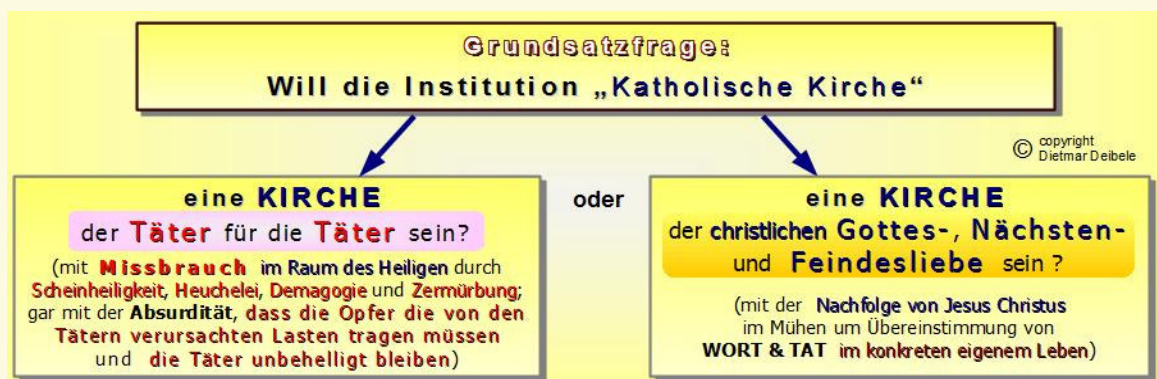 Grundsatzfrage:
Will die Institution „Katholische Kirche“
© copyright
Dietmar Deibele
eine KIRCHE
der Täter für die Täter sein?
(mit Missbrauch im Raum des Heiligen durch
Scheinheiligkeit, Heuchelei, Demagogie und Zermürbung;
gar mit der Absurdität, dass die Opfer die von den
Tätern verursachten Lasten tragen müssen
und die Täter unbehelligt bleiben)
oder
eine KIRCHE
der christlichen Gottes-, Nächsten-
und Feindesliebe sein ?
(mit der Nachfolge von Jesus Christus
im Mühen um Übereinstimmung von
WORT & TAT im konkreten eigenem Leben)